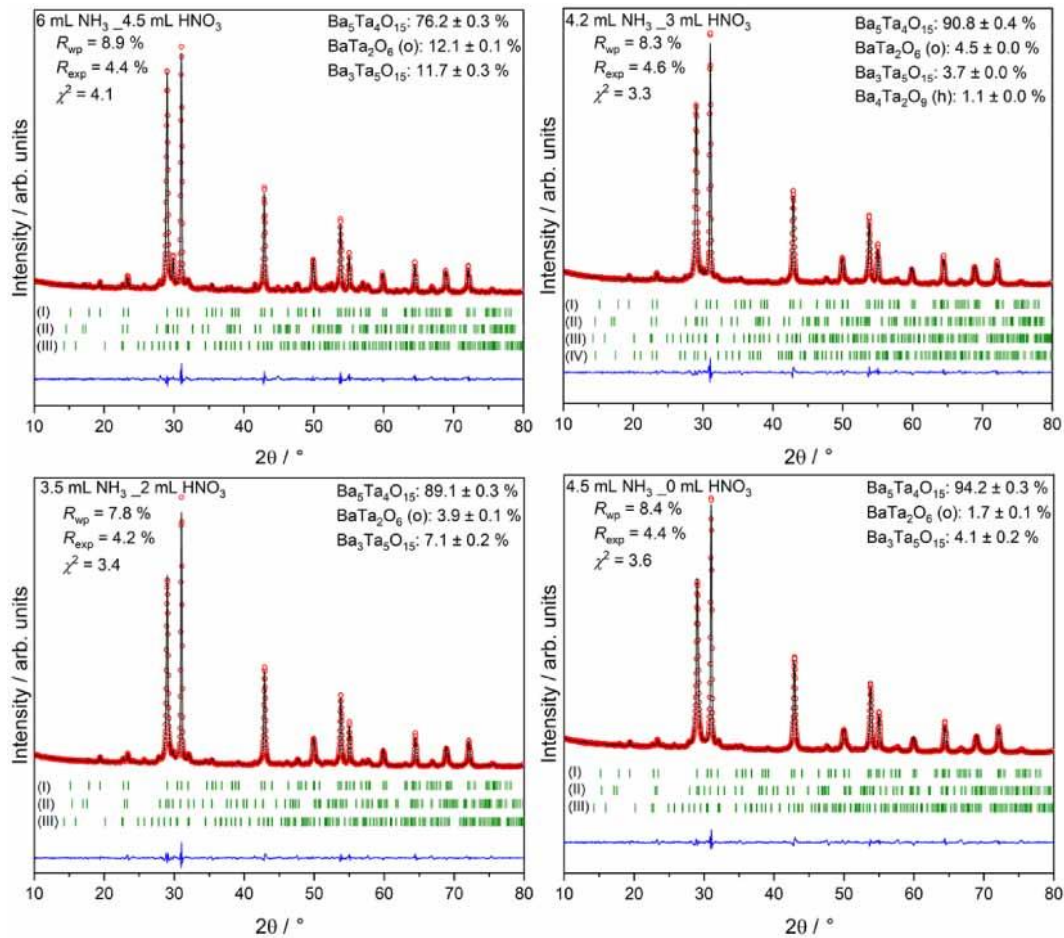 6 mL NH₃ _4.5 mL HNO₃
R_wp = 8.9 %
R_exp = 4.4 %
χ² = 4.1
Ba₅Ta₄O₁₅: 76.2 ± 0.3 %
BaTa₂O₆ (o): 12.1 ± 0.1 %
Ba₃Ta₅O₁₅: 11.7 ± 0.3 %
Intensity / arb. units
(I)
(II)
(III)
10 20 30 40 50 60 70 80
2θ / °
4.2 mL NH₃ _3 mL HNO₃
R_wp = 8.3 %
R_exp = 4.6 %
χ² = 3.3
Ba₅Ta₄O₁₅: 90.8 ± 0.4 %
BaTa₂O₆ (o): 4.5 ± 0.0 %
Ba₃Ta₅O₁₅: 3.7 ± 0.0 %
Ba₄Ta₂O₉ (h): 1.1 ± 0.0 %
Intensity / arb. units
(I)
(II)
(III)
(IV)
10 20 30 40 50 60 70 80
2θ / °
3.5 mL NH₃ _2 mL HNO₃
R_wp = 7.8 %
R_exp = 4.2 %
χ² = 3.4
Ba₅Ta₄O₁₅: 89.1 ± 0.3 %
BaTa₂O₆ (o): 3.9 ± 0.1 %
Ba₃Ta₅O₁₅: 7.1 ± 0.2 %
Intensity / arb. units
(I)
(II)
(III)
10 20 30 40 50 60 70 80
2θ / °
4.5 mL NH₃ _0 mL HNO₃
R_wp = 8.4 %
R_exp = 4.4 %
χ² = 3.6
Ba₅Ta₄O₁₅: 94.2 ± 0.3 %
BaTa₂O₆ (o): 1.7 ± 0.1 %
Ba₃Ta₅O₁₅: 4.1 ± 0.2 %
Intensity / arb. units
(I)
(II)
(III)
10 20 30 40 50 60 70 80
2θ / °